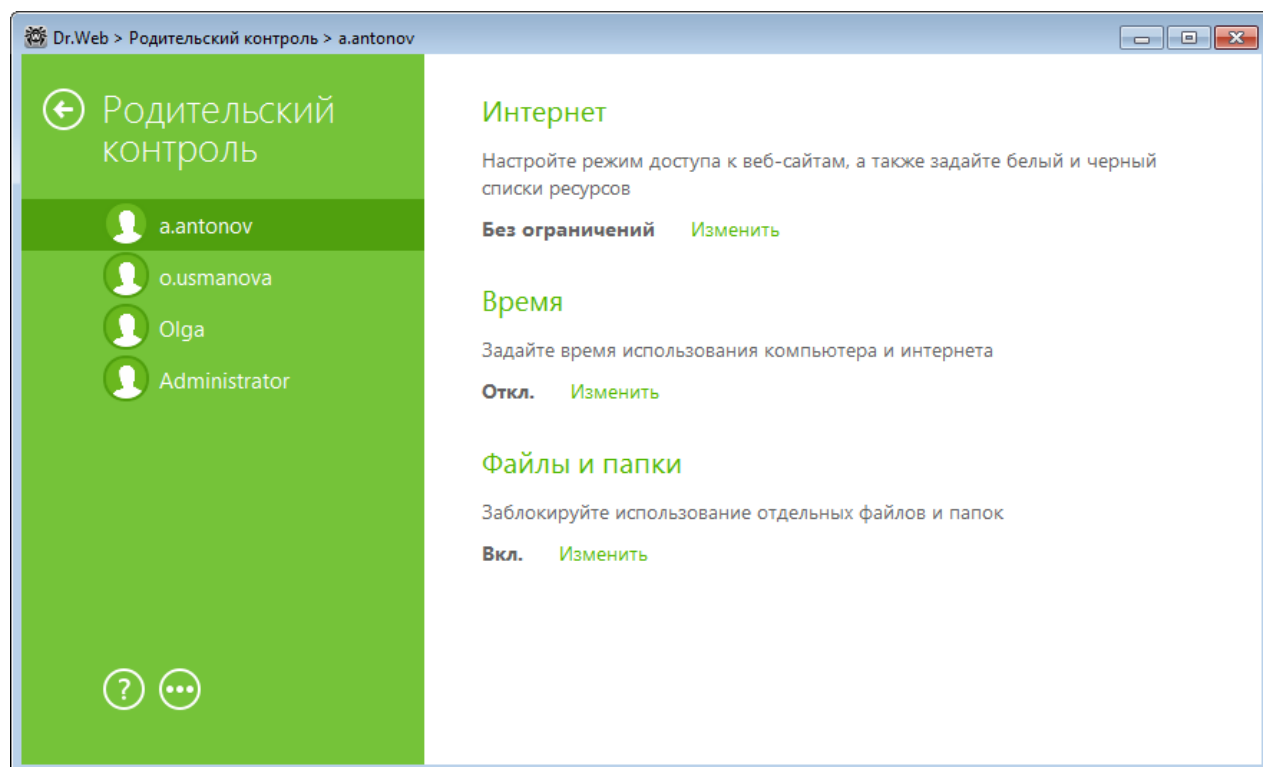 Dr.Web > Родительский контроль > a.antonov
Родительский
контроль
a.antonov
o.usmanova
Olga
Administrator
Интернет
Настройте режим доступа к веб-сайтам, а также задайте белый и черный
списки ресурсов
Без ограничений Изменить
Время
Задайте время использования компьютера и интернета
Откл. Изменить
Файлы и папки
Заблокируйте использование отдельных файлов и папок
Вкл. Изменить